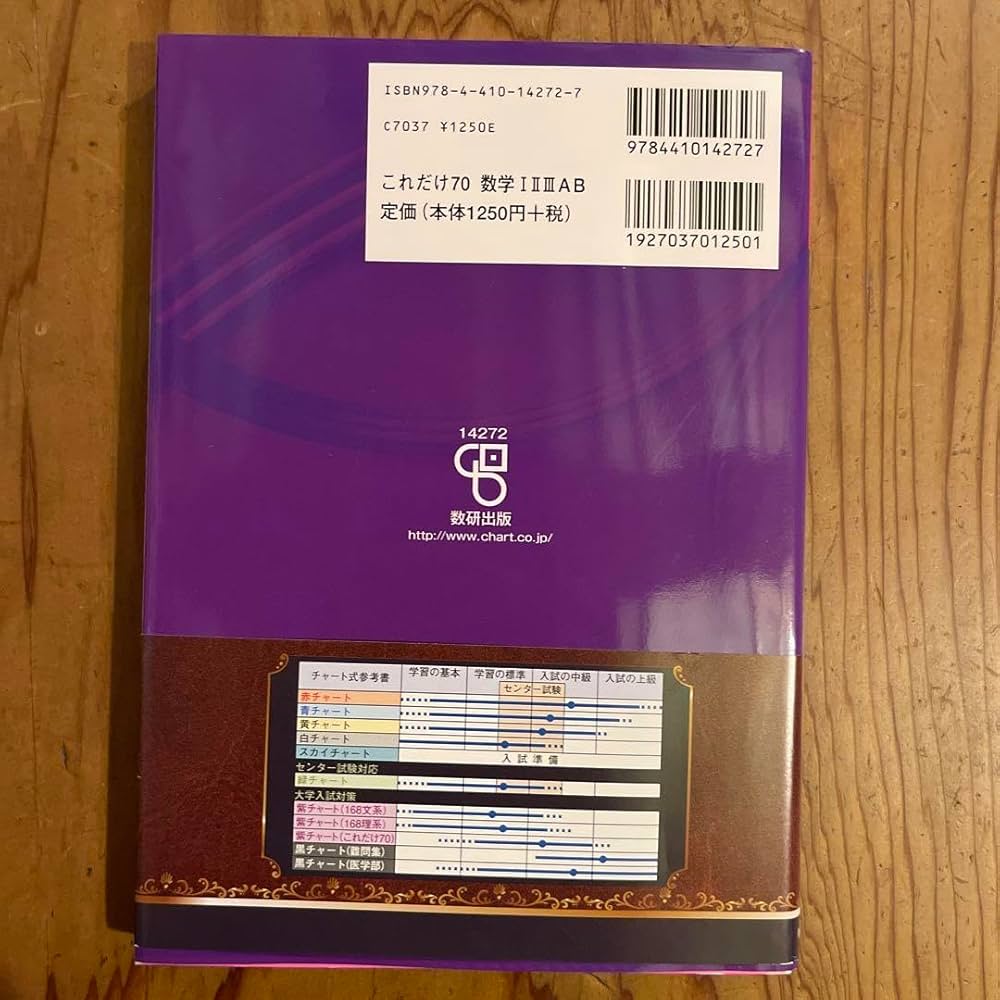 ISBN978-4-410-14272-7
C7037 ¥1250E
9784410142727
これだけ70 数学ⅠⅡⅢAB
定価(本体1250円+税)
1927037012501
14272
数研出版
http://www.chart.co.jp/
チャート式参考書 学習の基本 学習の標準 入試の中級 入試の上級
センター試験
赤チャート
青チャート
黄チャート
白チャート
スカイチャート 入試準備
センター試験対応
緑チャート
大学入試対策
紫チャート(168文系)
紫チャート(168理系)
紫チャート(これだけ70)
黒チャート(難問集)
黒チャート(医学部)